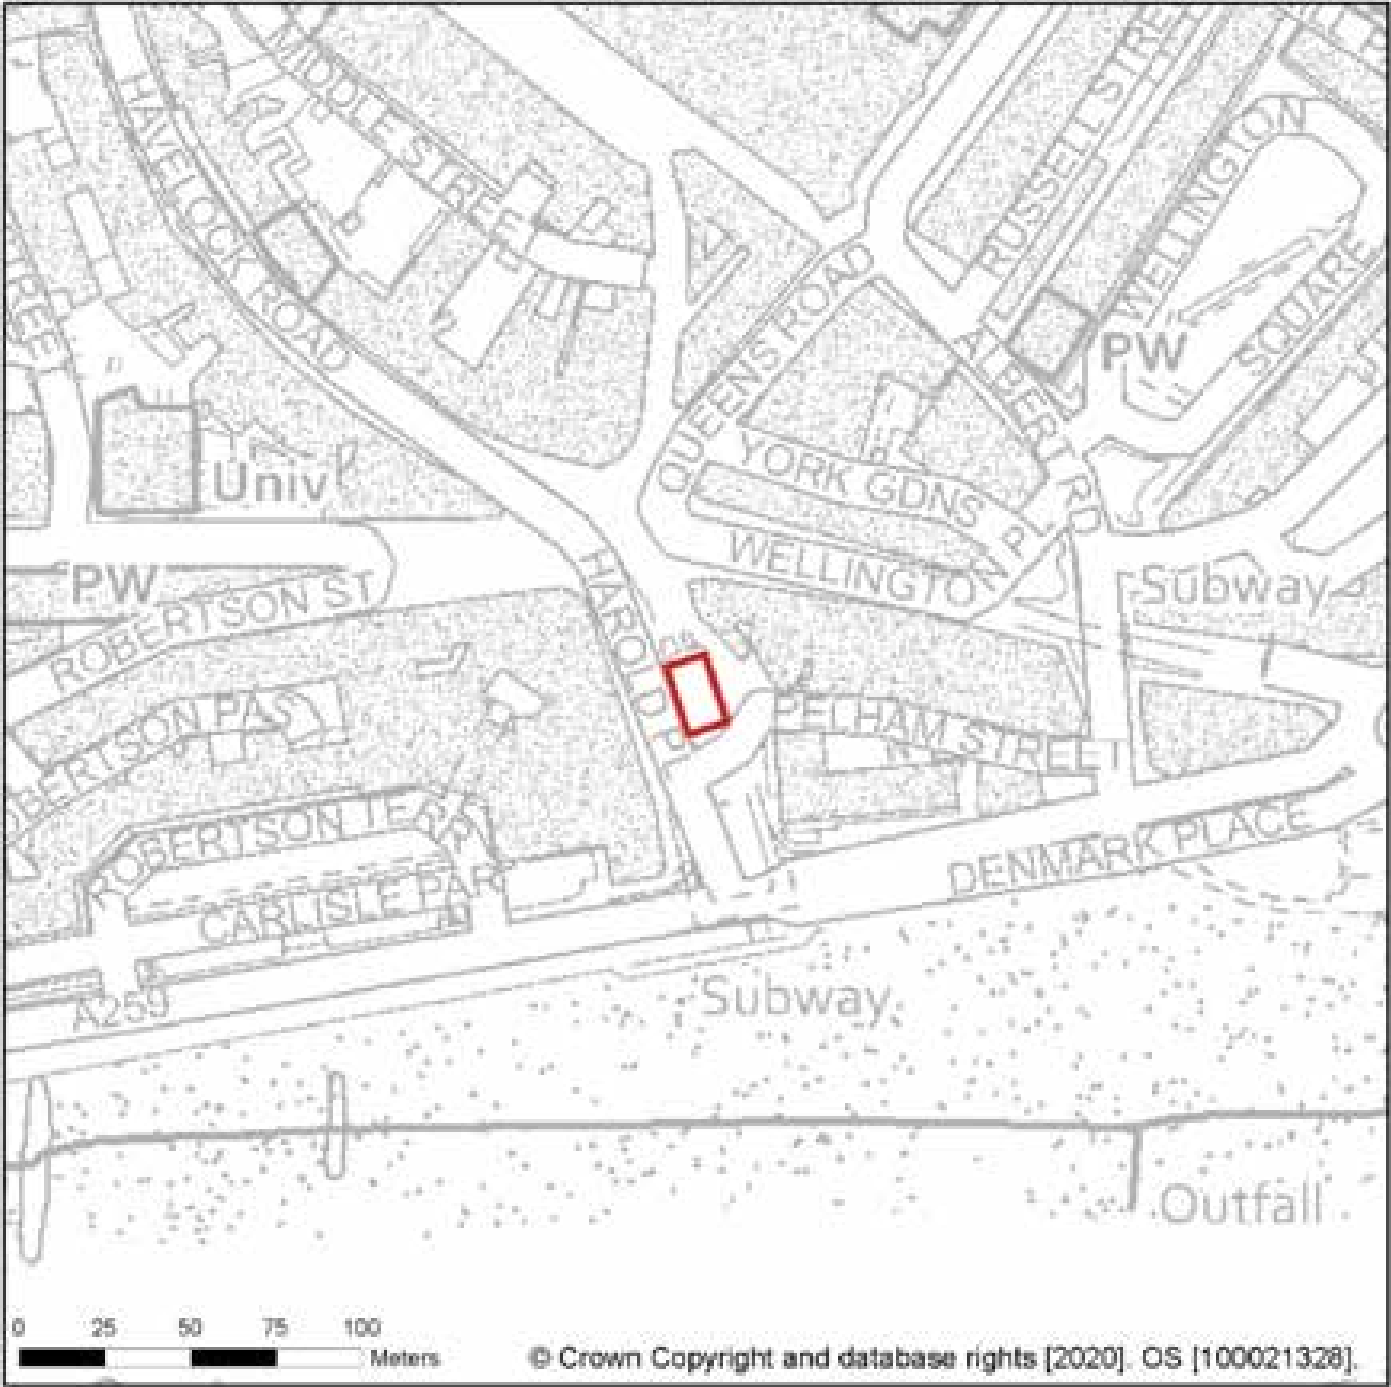 MIDDLE STREET
HAVELOCK ROAD
RUSSELL STRE
WELLINGTON
SQUARE
PW
QUEENS ROAD
ALBERT RD
YORK GDNS
Univ
WELLINGTO
N
PL
PW
ROBERTSON ST
HAROLD P
Subway
ROBERTSON PAS
PELHAM STREET
ROBERTSON TERR
CARLISLE PAR
DENMARK PLACE
A259
Subway
Outfall
0 25 50 75 100
Meters
© Crown Copyright and database rights [2020]. OS [100021328].